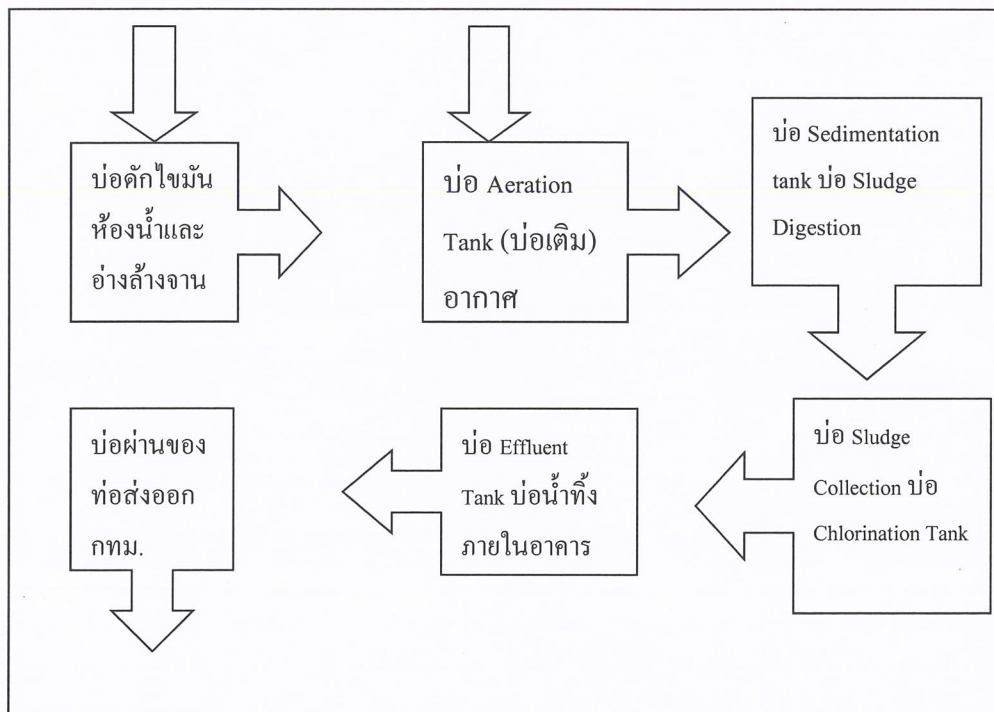 บ่อดักไขมัน
ห้องน้ำและ
อ่างล้างจาน
บ่อ Aeration
Tank (บ่อเติม)
อากาศ
บ่อ Sedimentation
tank บ่อ Sludge
Digestion
บ่อ Sludge
Collection บ่อ
Chlorination Tank
บ่อ Effluent
Tank บ่อน้ำทิ้ง
ภายในอาคาร
บ่อผ่านของ
ท่อส่งออก
กทม.